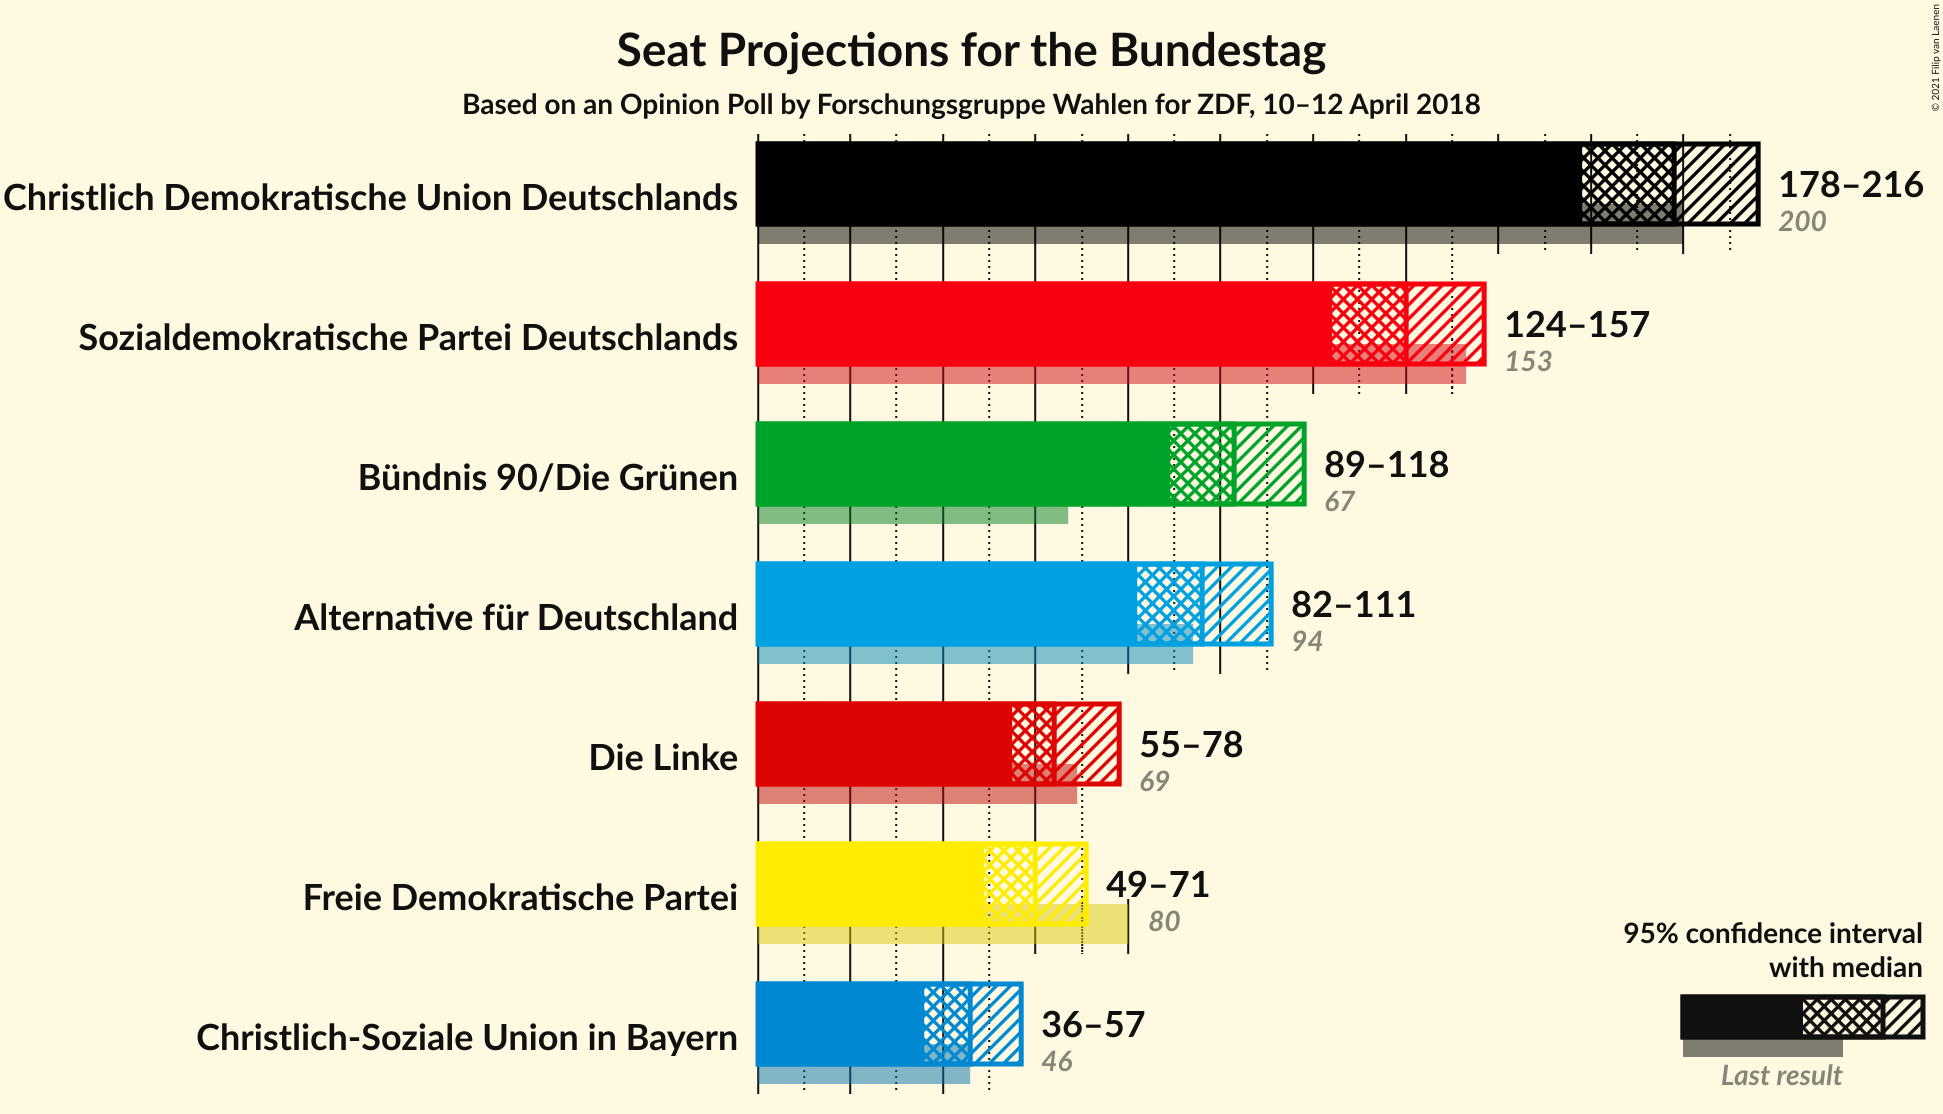 Seat Projections for the Bundestag
Based on an Opinion Poll by Forschungsgruppe Wahlen for ZDF, 10–12 April 2018
© 2021 Filip van Laenen
Christlich Demokratische Union Deutschlands
178–216
200
Sozialdemokratische Partei Deutschlands
124–157
153
Bündnis 90/Die Grünen
89–118
67
Alternative für Deutschland
82–111
94
Die Linke
55–78
69
Freie Demokratische Partei
49–71
80
Christlich-Soziale Union in Bayern
36–57
46
95% confidence interval
with median
Last result